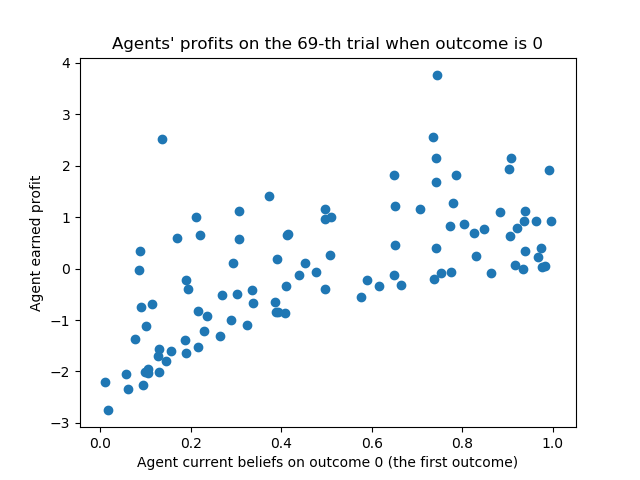 Agents' profits on the 69-th trial when outcome is 0
Agent earned profit
4
3
2
1
0
−1
−2
−3
0.0 0.2 0.4 0.6 0.8 1.0
Agent current beliefs on outcome 0 (the first outcome)